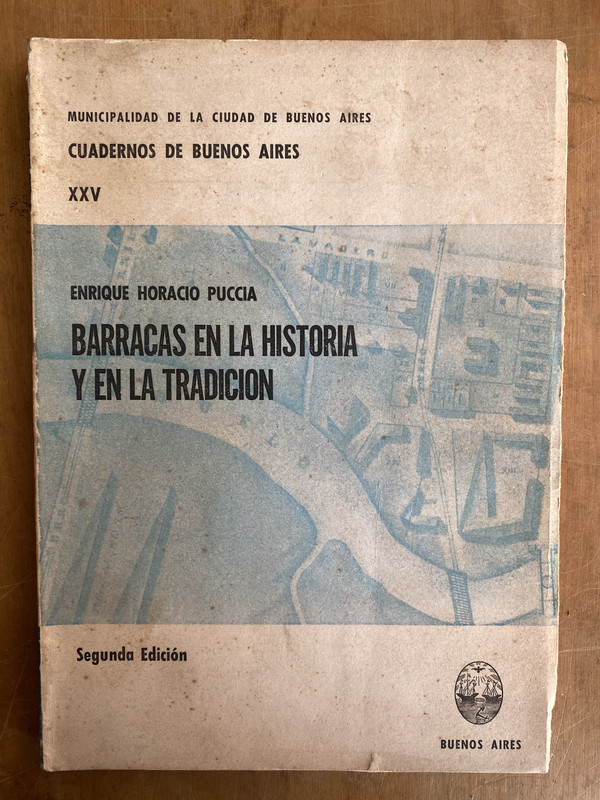 MUNICIPALIDAD DE LA CIUDAD DE BUENOS AIRES
CUADERNOS DE BUENOS AIRES
XXV
LAVADERO
ENRIQUE HORACIO PUCCIA
BARRACAS EN LA HISTORIA
Y EN LA TRADICION
Segunda Edición
BUENOS AIRES